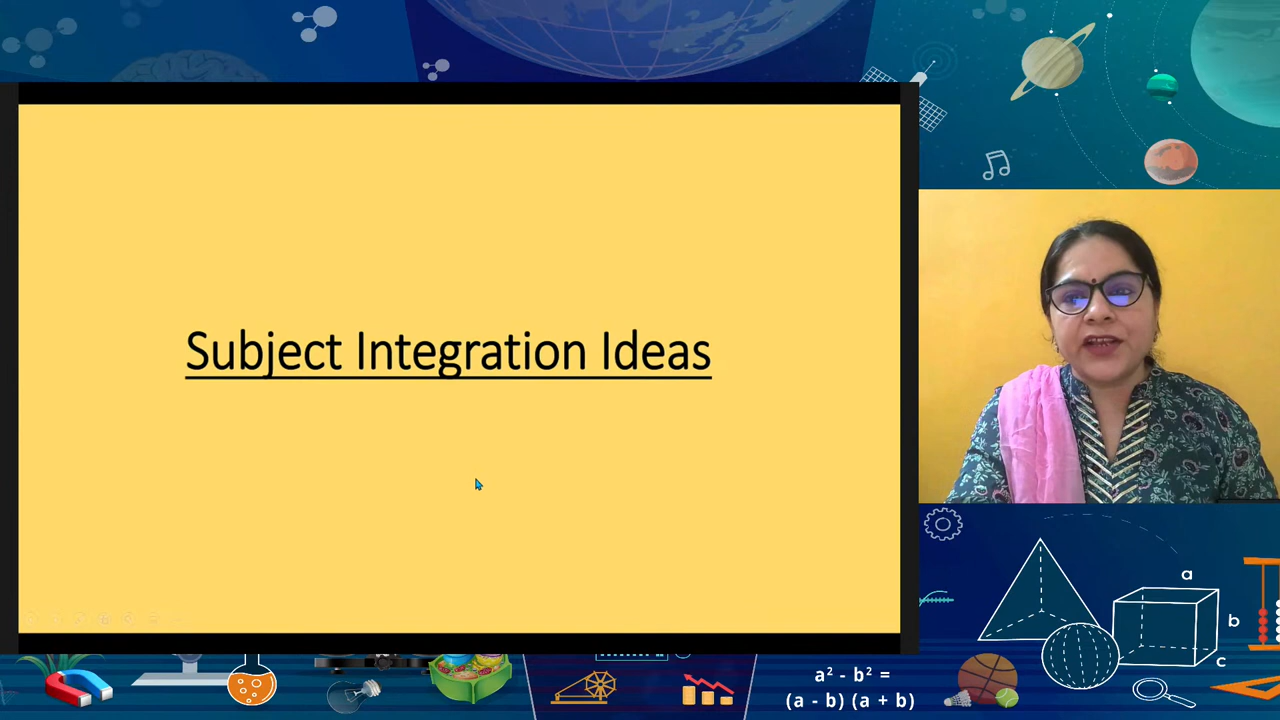 Subject Integration Ideas
a
b
c
a² - b² =
(a - b) (a + b)